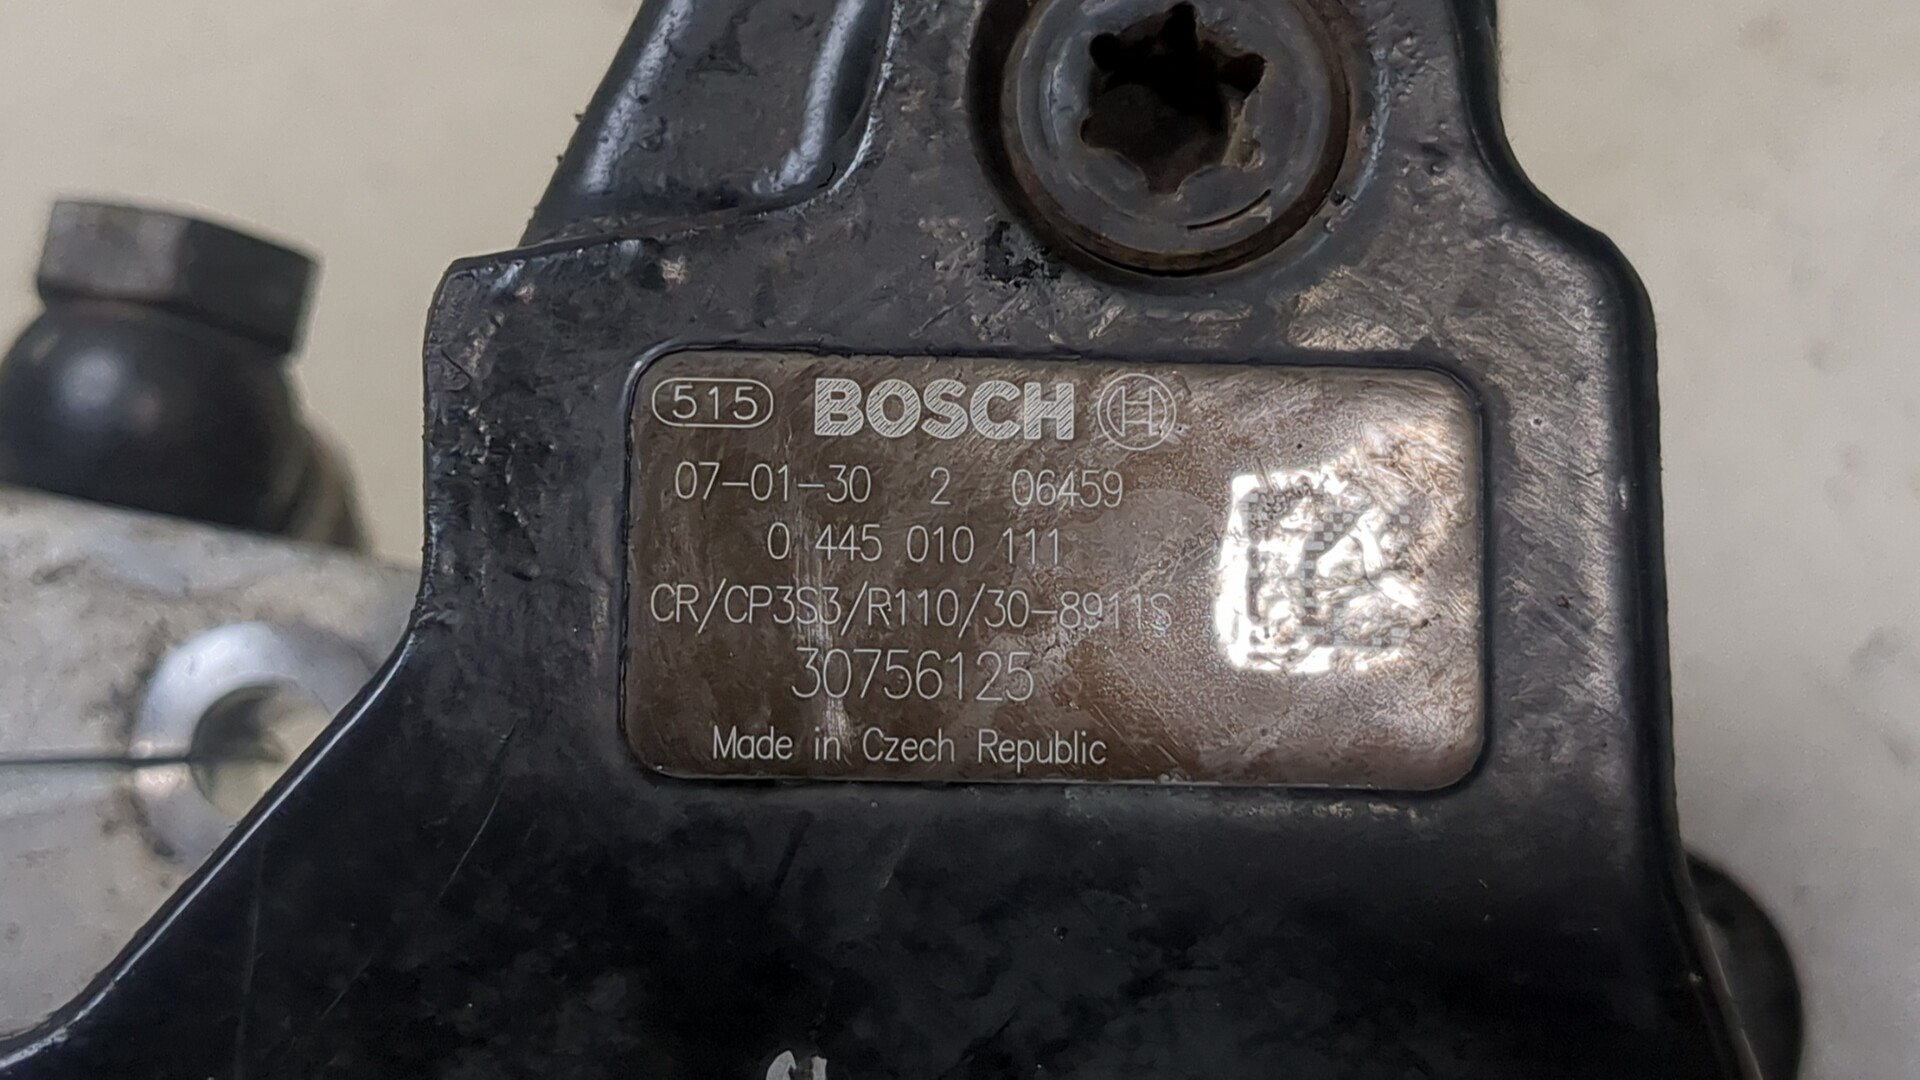 515 BOSCH
07-01-30 2 06459
0 445 010 111
CR/CP3S3/R110/30-8911S
30756125
Made in Czech Republic